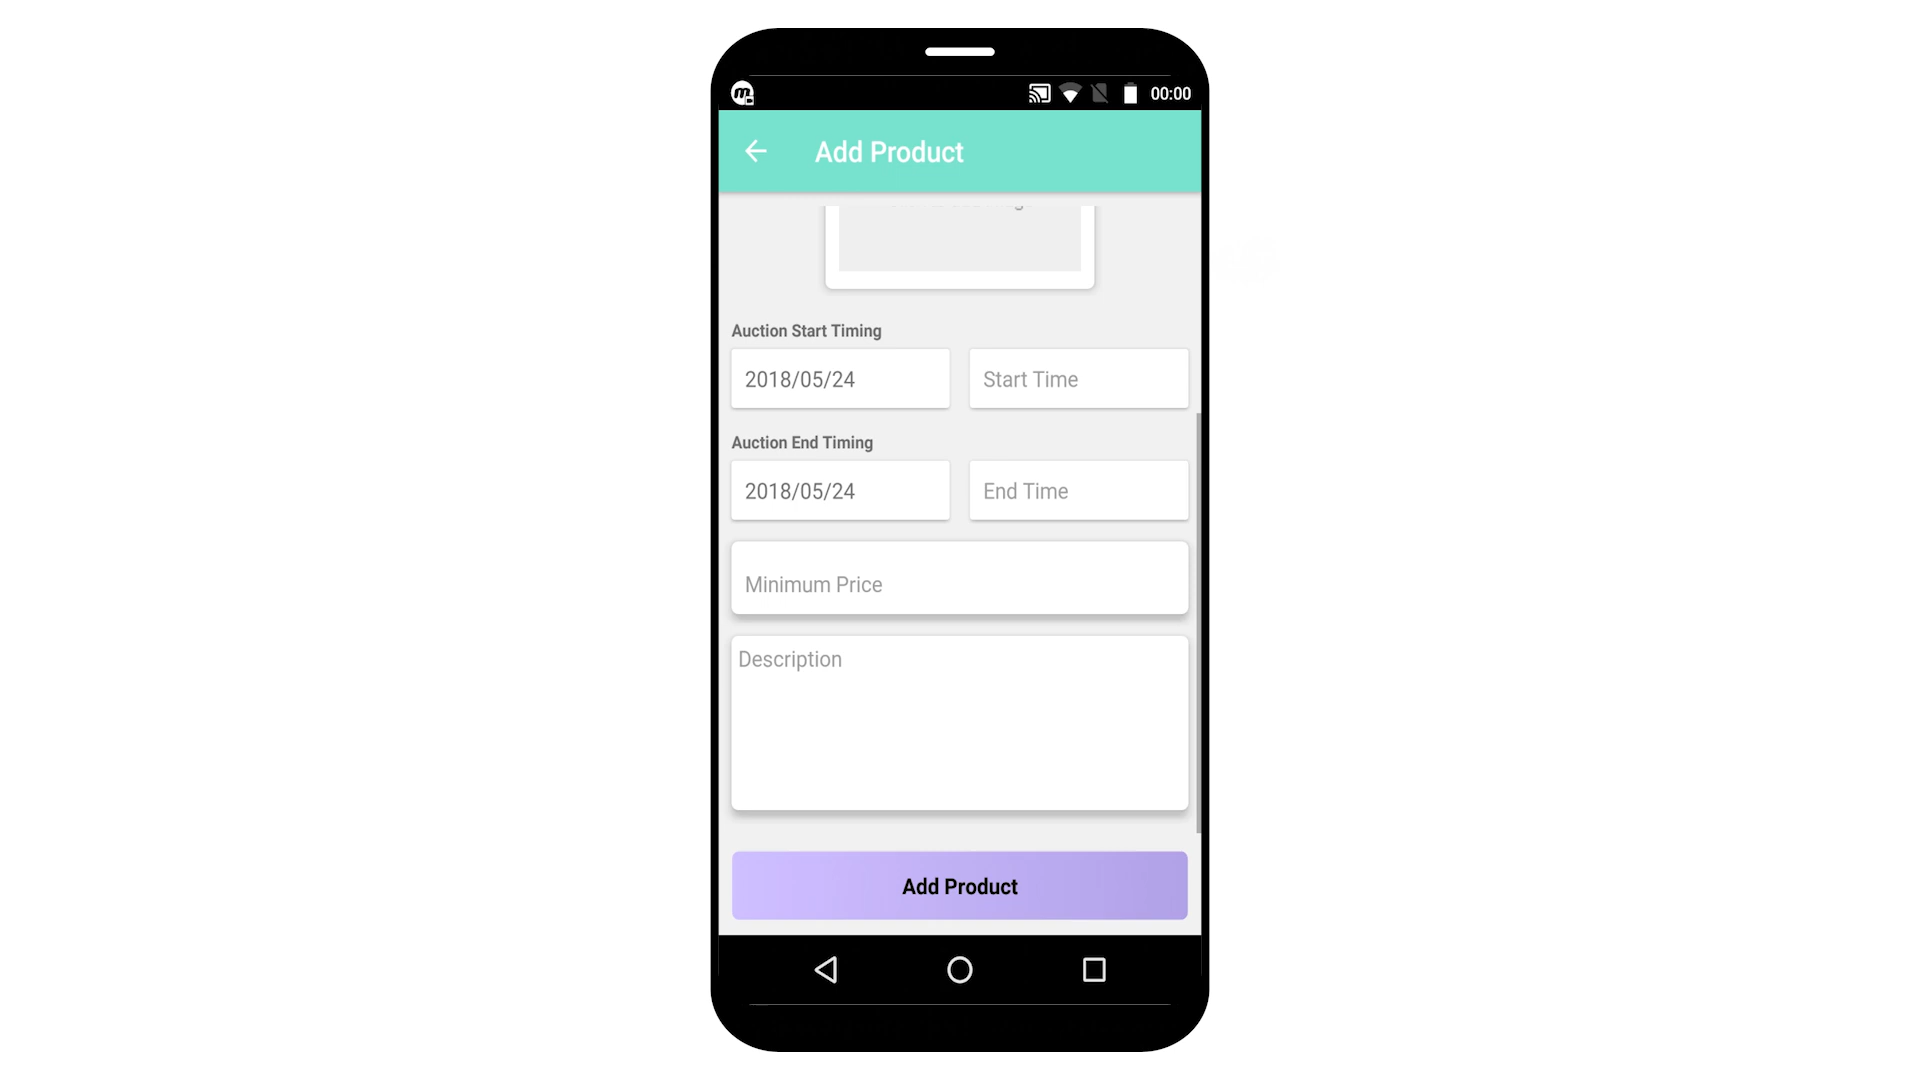 00:00
Add Product
Auction Start Timing
2018/05/24 Start Time
Auction End Timing
2018/05/24 End Time
Minimum Price
Description
Add Product